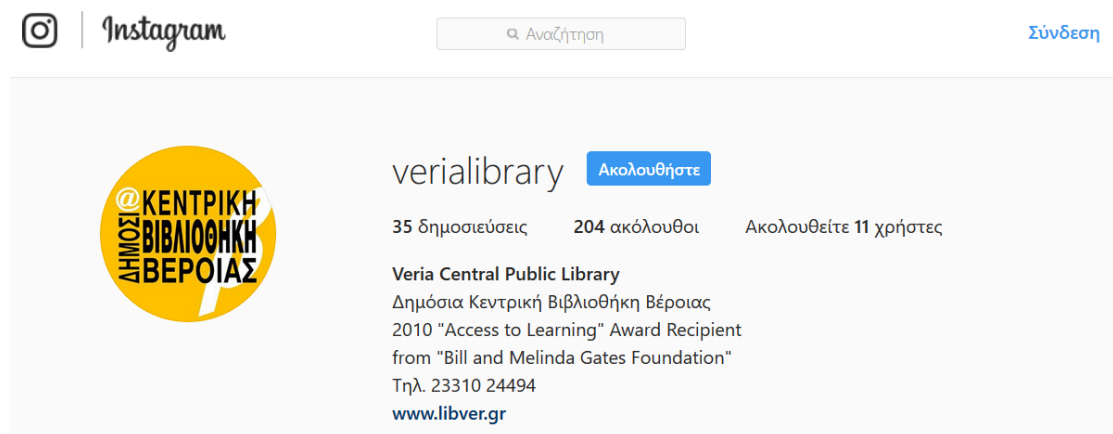 Instagram
Αναζήτηση
Σύνδεση
ΔΗΜΟΣΙ@
ΚΕΝΤΡΙΚΗ
ΒΙΒΛΙΟΘΗΚΗ
ΒΕΡΟΙΑΣ
β
verialibrary Ακολουθήστε
35 δημοσιεύσεις 204 ακόλουθοι Ακολουθείτε 11 χρήστες
Veria Central Public Library
Δημόσια Κεντρική Βιβλιοθήκη Βέροιας
2010 "Access to Learning" Award Recipient
from "Bill and Melinda Gates Foundation"
Τηλ. 23310 24494
www.libver.gr